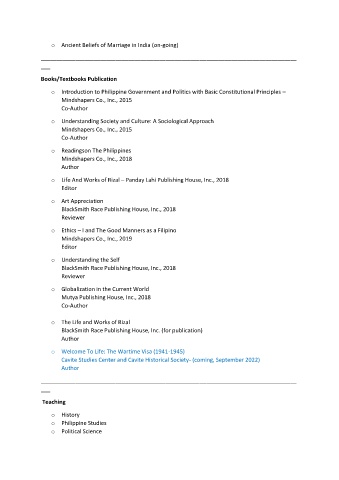 o Ancient Beliefs of Marriage in India (on-going)
Books/Textbooks Publication
o Introduction to Philippine Government and Politics with Basic Constitutional Principles –
Mindshapers Co., Inc., 2015
Co-Author
o Understanding Society and Culture: A Sociological Approach
Mindshapers Co., Inc., 2015
Co-Author
o Readingson The Philippines
Mindshapers Co., Inc., 2018
Author
o Life And Works of Rizal – Panday Lahi Publishing House, Inc., 2018
Editor
o Art Appreciation
BlackSmith Race Publishing House, Inc., 2018
Reviewer
o Ethics – I and The Good Manners as a Filipino
Mindshapers Co., Inc., 2019
Editor
o Understanding the Self
BlackSmith Race Publishing House, Inc., 2018
Reviewer
o Globalization in the Current World
Mutya Publishing House, Inc., 2018
Co-Author
o The Life and Works of Rizal
BlackSmith Race Publishing House, Inc. (for publication)
Author
o Welcome To Life: The Wartime Visa (1941-1945)
Cavite Studies Center and Cavite Historical Society- (coming, September 2022)
Author
Teaching
o History
o Philippine Studies
o Political Science